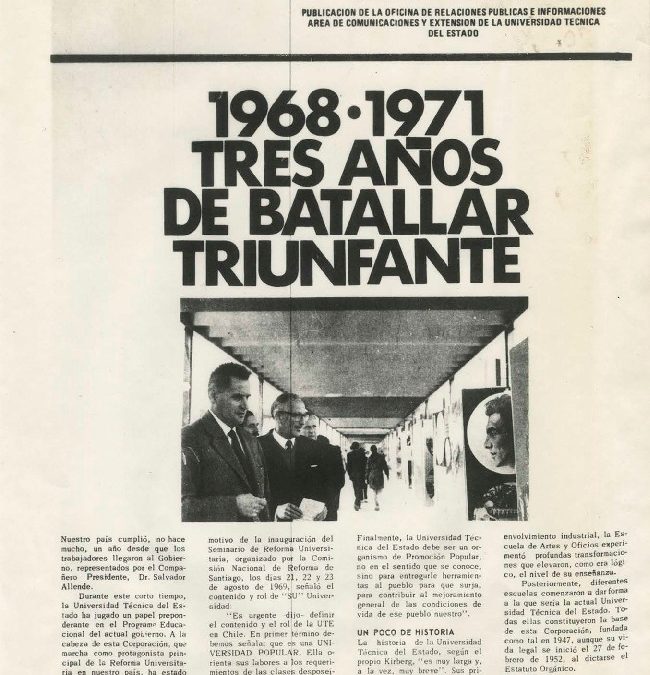 PUBLICACION DE LA OFICINA DE RELACIONES PUBLICAS E INFORMACIONES
AREA DE COMUNICACIONES Y EXTENSION DE LA UNIVERSIDAD TECNICA
DEL ESTADO
1968·1971
TRES AÑOS
DE BATALLAR
TRIUNFANTE
Nuestro país cumplió, no hace
mucho, un año desde que los
trabajadores llegaron al Gobier-
no, representados por el Compa-
ñero Presidente, Dr. Salvador
Allende.
Durante este corto tiempo,
la Universidad Técnica del Es-
tado ha jugado un papel prepon-
derante en el Programa Educa-
cional del actual gobierno. A la
cabeza de esta Corporación, que
marcha como protagonista prin-
cipal de la Reforma Universita-
ria en nuestro país, ha estado
motivo de la inauguración del
Seminario de Reforma Universi-
taria, organizado por la Comi-
sión Nacional de Reforma de
Santiago, los días 21, 22 y 23
de agosto de 1969, señaló el
contenido y rol de "SU" Univer-
sidad:
"Es urgente dijo- definir
el contenido y el rol de la UTE
en Chile. En primer término de-
bemos señala: que es una UNI-
VERSIDAD POPULAR. Ella o-
rienta sus labores a los requeri-
mientos de las clases desposei-
Finalmente, la Universidad Téc-
nica del Estado debe ser un or-
ganismo de Promoción Popular,
no en el sentido que se conoce,
sino para entregarle herramien-
tas al pueblo para que surja,
para contribuir al mejoramiento
general de las condiciones de
vida de ese pueblo nuestro".
UN POCO DE HISTORIA
La historia de la Universidad
Técnica del Estado, según el
propio Kirberg, "es muy larga y,
a la vez, muy breve". Sus pri-
envolvimiento industrial, la Es-
cuela de Artes y Oficios experi-
mentó profundas transformacio-
nes que elevaron, como era lógi-
co, el nivel de su enseñanza.
Posteriormente, diferentes
escuelas comenzaron a dar forma
a la que sería la actual Univer-
sidad Técnica del Estado. To-
das ellas constituyeron la base
de esta Corporación, fundada
como tal en 1947, aunque su vi-
da legal se inició el 27 de fe-
brero de 1952, al dictarse el
Estatuto Orgánico.